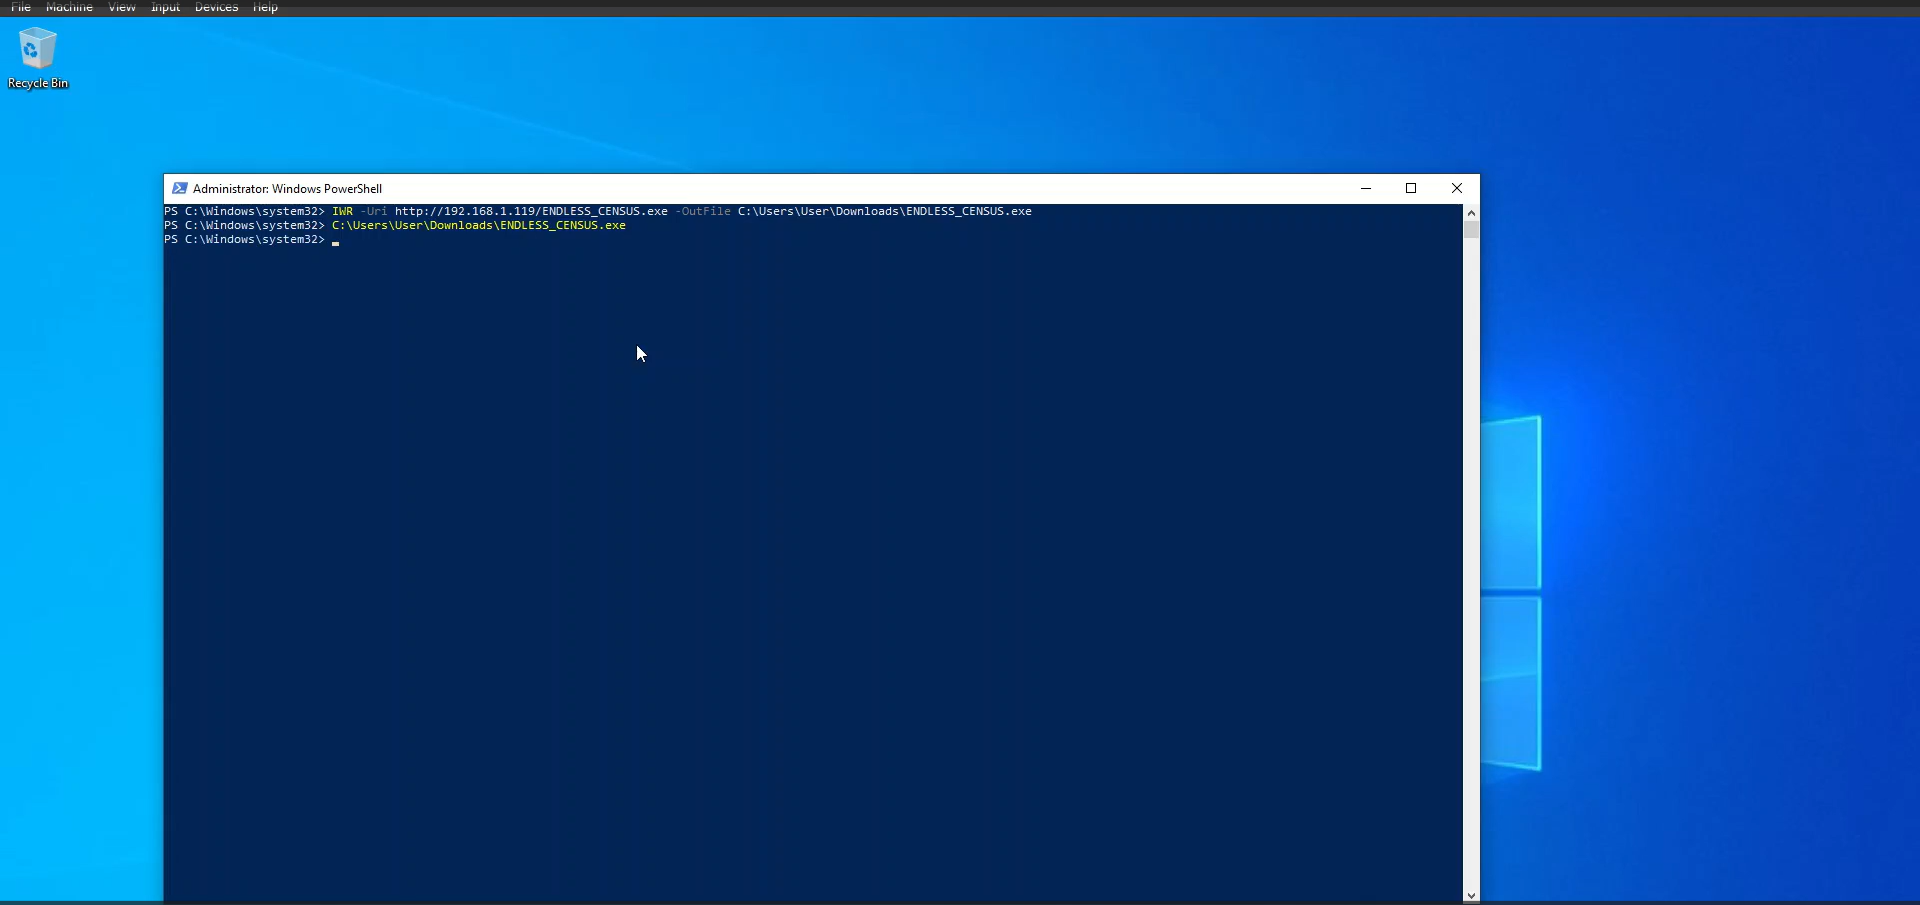 File Machine View Input Devices Help
Recycle Bin
Administrator: Windows PowerShell
PS C:\Windows\system32> IWR -Uri http://192.168.1.119/ENDLESS_CENSUS.exe -OutFile C:\Users\User\Downloads\ENDLESS_CENSUS.exe
PS C:\Windows\system32> C:\Users\User\Downloads\ENDLESS_CENSUS.exe
PS C:\Windows\system32>